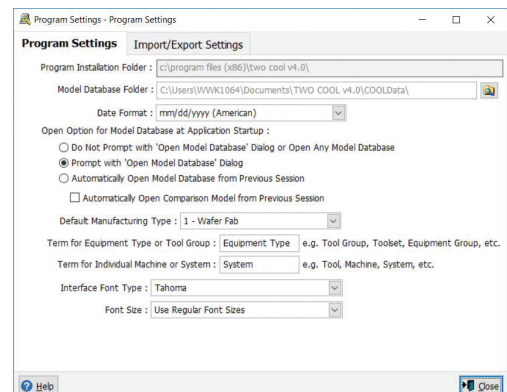 Program Settings - Program Settings
Program Settings Import/Export Settings
Program Installation Folder : c:\program files (x86)\two cool v4.0\
Model Database Folder : C:\Users\WWK1064\Documents\TWO COOL v4.0\COOLData\
Date Format : mm/dd/yyyy (American)
Open Option for Model Database at Application Startup :
Do Not Prompt with 'Open Model Database' Dialog or Open Any Model Database
Prompt with 'Open Model Database' Dialog
Automatically Open Model Database from Previous Session
Automatically Open Comparison Model from Previous Session
Default Manufacturing Type : 1 - Wafer Fab
Term for Equipment Type or Tool Group : Equipment Type e.g. Tool Group, Toolset, Equipment Group, etc.
Term for Individual Machine or System : System e.g. Tool, Machine, System, etc.
Interface Font Type : Tahoma
Font Size : Use Regular Font Sizes
Help Close